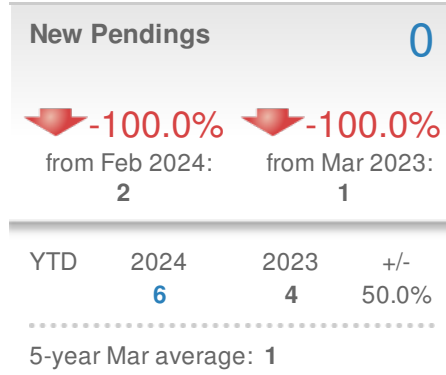 New Pendings 0
-100.0% -100.0%
from Feb 2024: from Mar 2023:
2 1
YTD 2024 2023 +/-
6 4 50.0%
5-year Mar average: 1